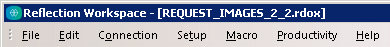 Reflection Workspace - [REQUEST_IMAGES_2_2.rdox]
File Edit Connection Setup Macro Productivity Help